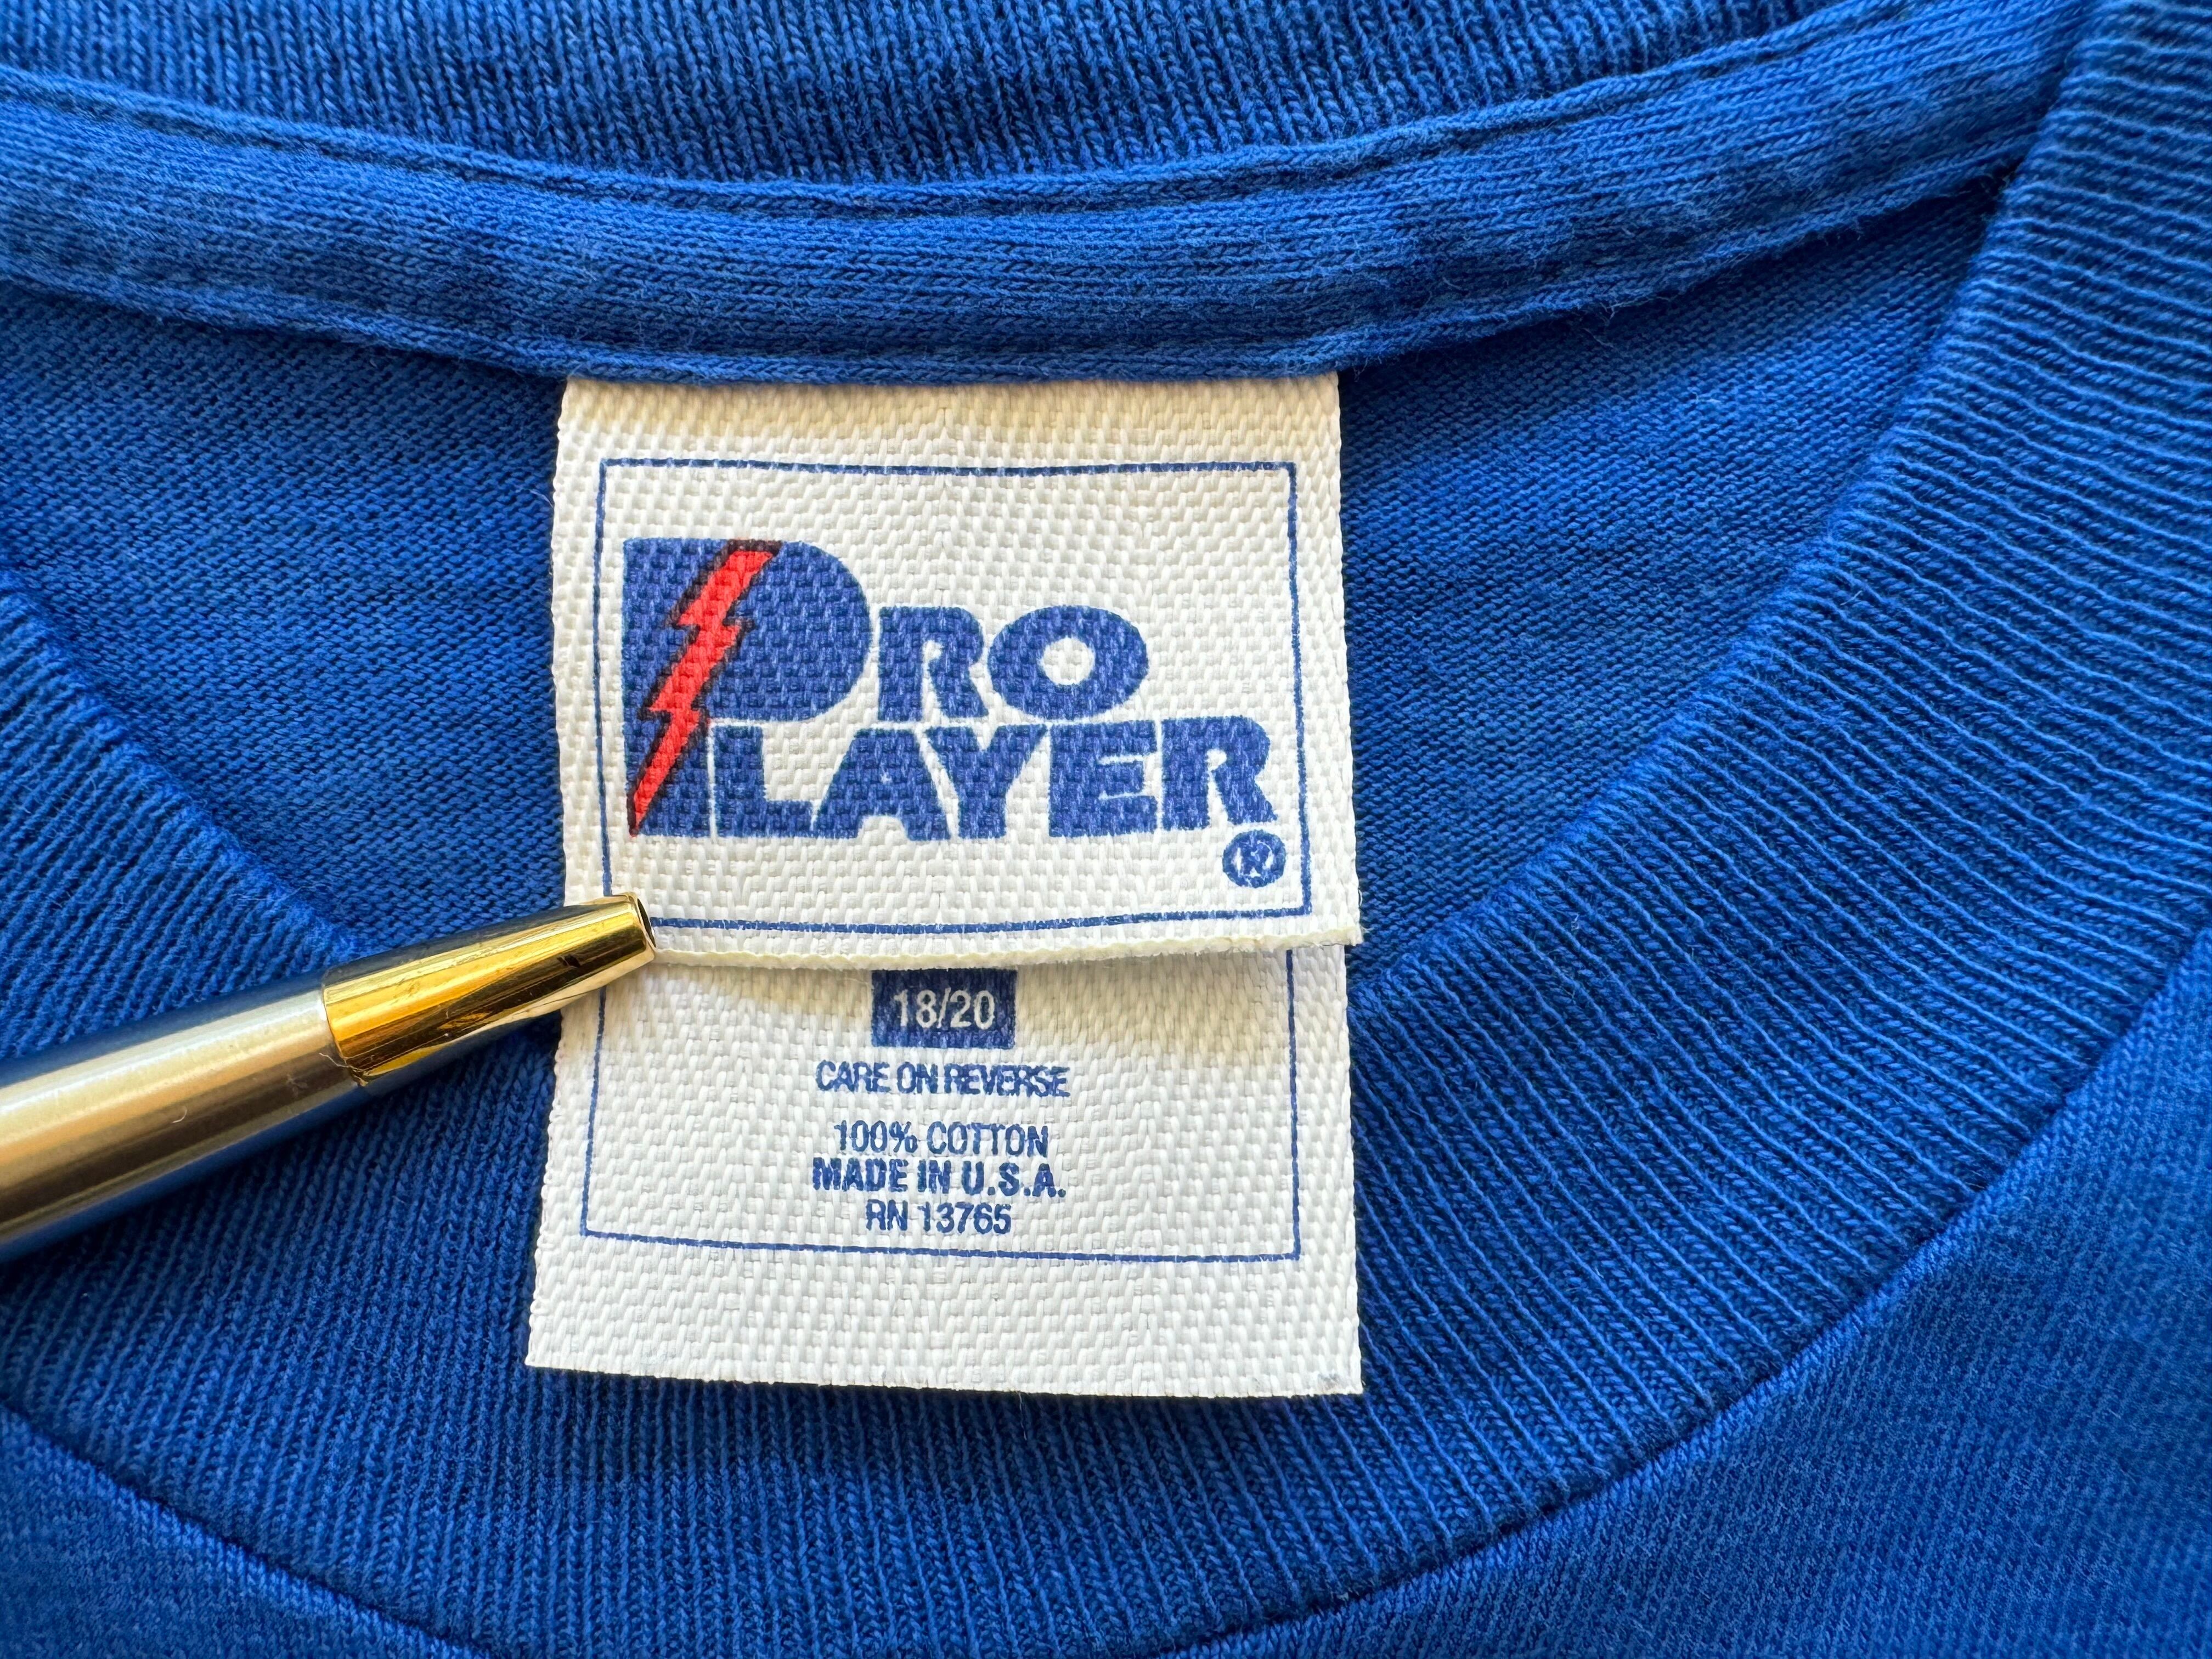 PRO
PLAYER
®
18/20
CARE ON REVERSE
100% COTTON
MADE IN U.S.A.
RN 13765